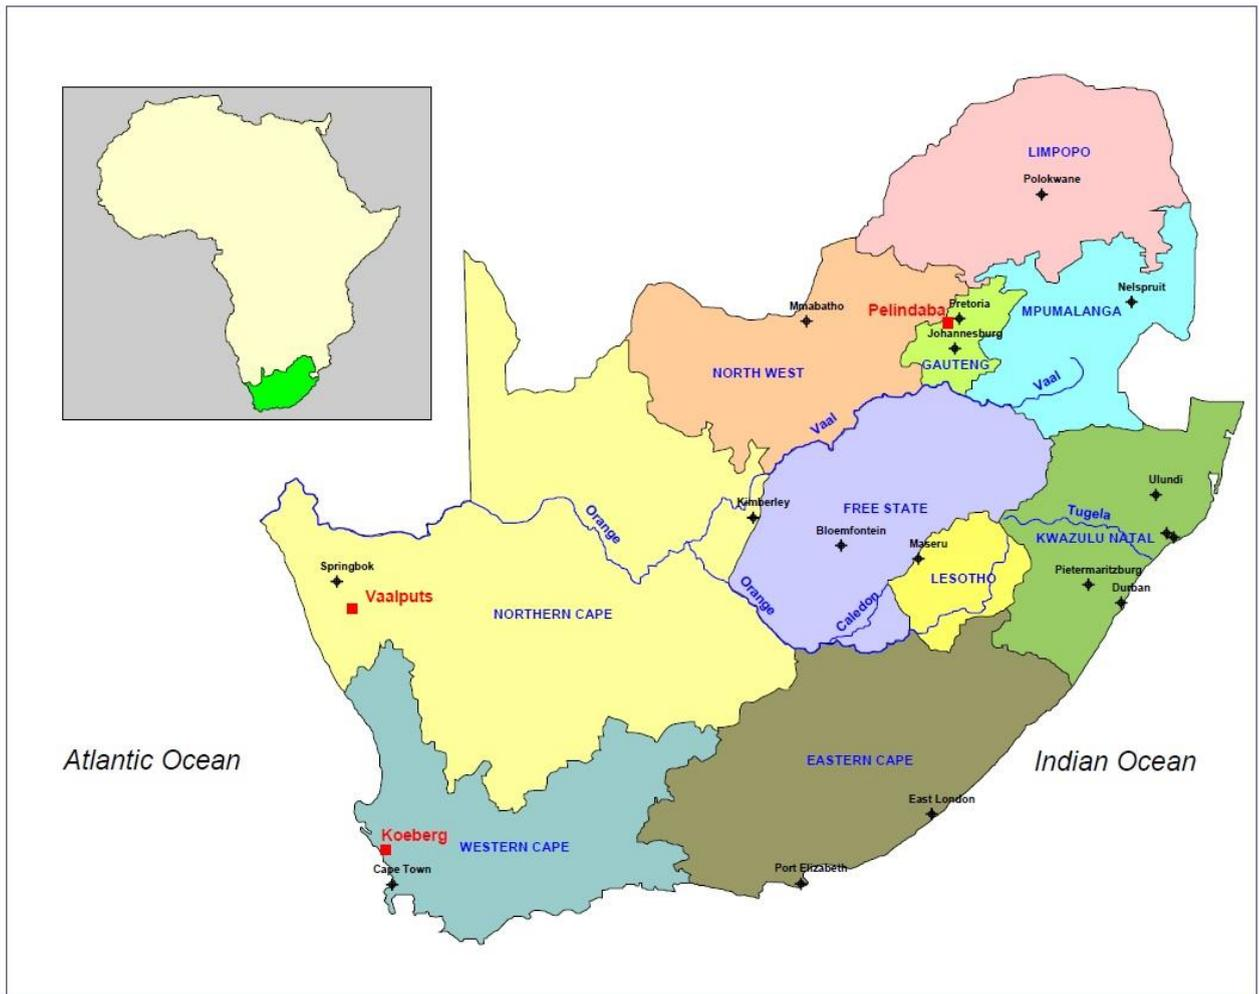 LIMPOPO
Polokwane
Nelspruit
Mmabatho
Pelindaba
Pretoria
MPUMALANGA
Johannesburg
GAUTENG
NORTH WEST
Vaal
Vaal
Ulundi
Kimberley
Orange
FREE STATE
Tugela
Bloemfontein
Maseru
KWAZULU NATAL
Springbok
Pietermaritzburg
LESOTHO
Durban
Vaalputs
Orange
Caledon
NORTHERN CAPE
Atlantic Ocean
EASTERN CAPE
Indian Ocean
East London
Koeberg
WESTERN CAPE
Cape Town
Port Elizabeth